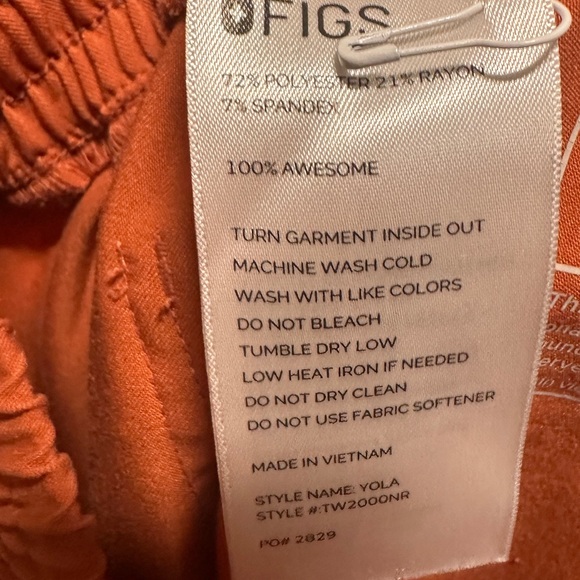 FIGS
72% POLYESTER 21% RAYON
7% SPANDEX
100% AWESOME
TURN GARMENT INSIDE OUT
MACHINE WASH COLD
WASH WITH LIKE COLORS
DO NOT BLEACH
TUMBLE DRY LOW
LOW HEAT IRON IF NEEDED
DO NOT DRY CLEAN
DO NOT USE FABRIC SOFTENER
MADE IN VIETNAM
STYLE NAME: YOLA
STYLE #:TW2000NR
PO# 2829